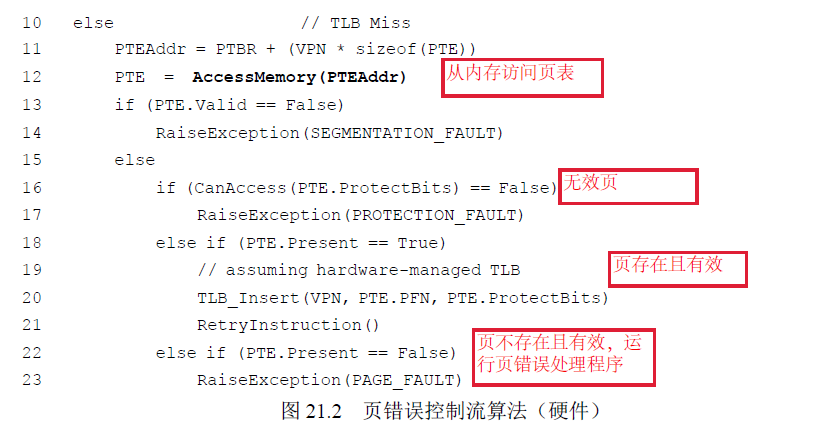 10 else // TLB Miss
11 PTEAddr = PTBR + (VPN * sizeof(PTE))
12 PTE = AccessMemory(PTEAddr) 从内存访问页表
13 if (PTE.Valid == False)
14 RaiseException(SEGMENTATION_FAULT)
15 else
16 if (CanAccess(PTE.ProtectBits) == False) 无效页
17 RaiseException(PROTECTION_FAULT)
18 else if (PTE.Present == True)
19 // assuming hardware-managed TLB 页存在且有效
20 TLB_Insert(VPN, PTE.PFN, PTE.ProtectBits)
21 RetryInstruction()
22 else if (PTE.Present == False) 页不存在且有效，运
23 RaiseException(PAGE_FAULT) 行页错误处理程序
图 21.2 页错误控制流算法（硬件）